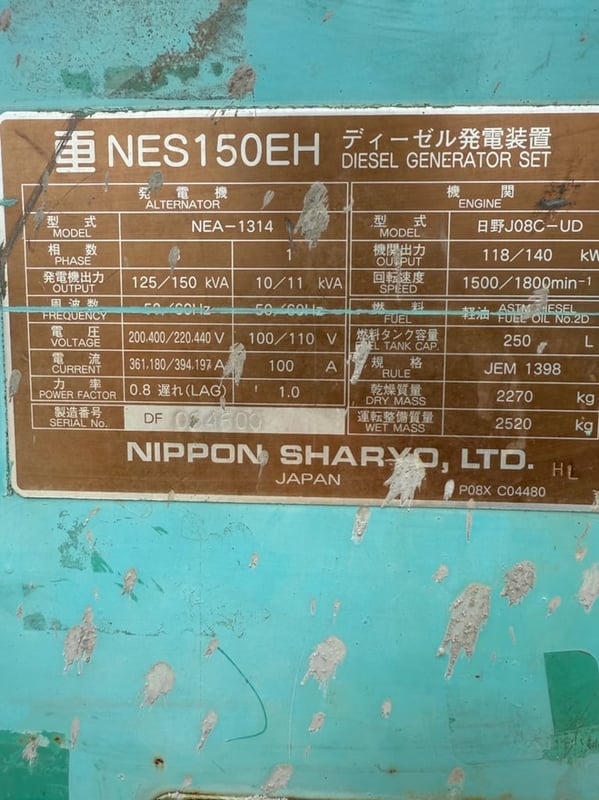 NES150EH ディーゼル発電装置
DIESEL GENERATOR SET
発電機
ALTERNATOR
型式 MODEL NEA-1314
相数 PHASE 1
発電機出力 OUTPUT 125/150 kVA 10/11 kVA
周波数 FREQUENCY 50/60Hz 50/60Hz
電圧 VOLTAGE 200.400/220.440 V 100/110 V
電流 CURRENT 361.180/394.197 A 100 A
力率 POWER FACTOR 0.8 遅れ(LAG) 1.0
製造番号 SERIAL No. DF
機関
ENGINE
型式 MODEL 日野J08C-UD
機関出力 OUTPUT 118/140 kW
回転速度 SPEED 1500/1800min⁻¹
燃料 FUEL 軽油 ASTM DIESEL FUEL OIL No.2D
燃料タンク容量 FUEL TANK CAP. 250 L
規格 RULE JEM 1398
乾燥質量 DRY MASS 2270 kg
運転整備質量 WET MASS 2520 kg
NIPPON SHARYO, LTD. HL
JAPAN
P08X C04480